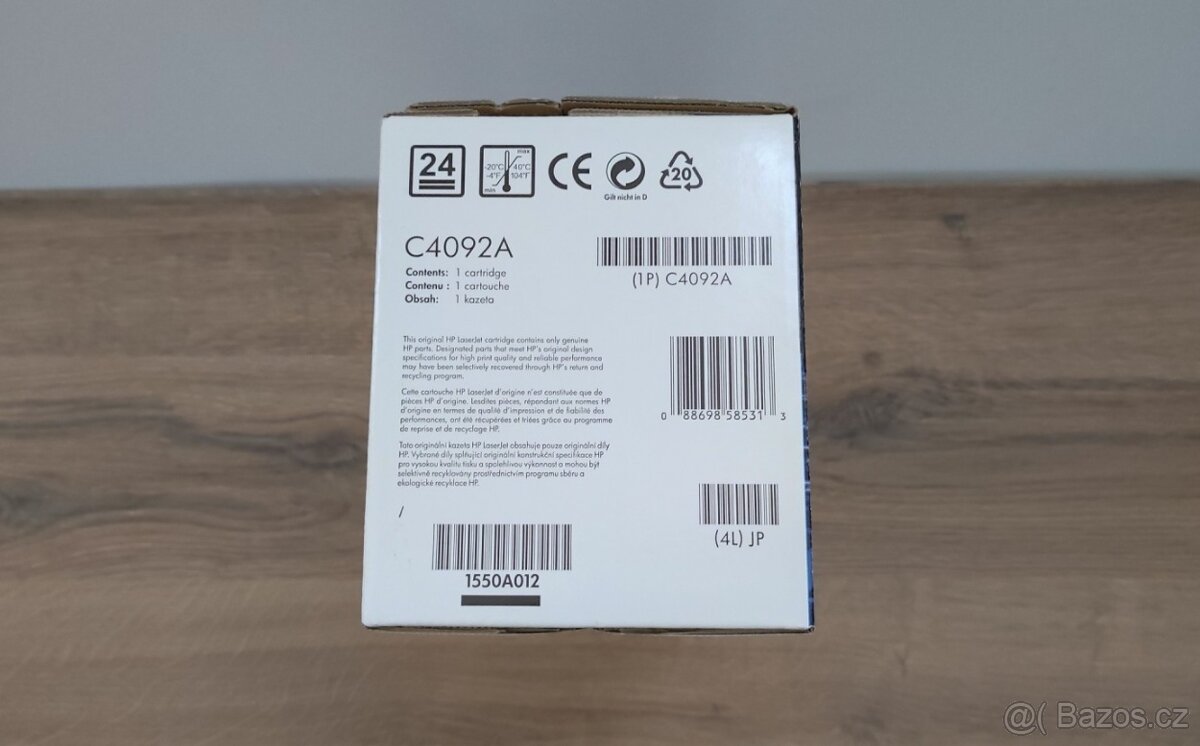 24
max
-20°C 40°C
-4°F 104°F
min
CE
Gilt nicht in D
20
C4092A
Contents: 1 cartridge
Contenu : 1 cartouche
Obsah: 1 kazeta
(1P) C4092A
This original HP LaserJet cartridge contains only genuine
HP parts. Designated parts that meet HP's original design
specifications for high print quality and reliable performance
may have been selectively recovered through HP's return and
recycling program.
Cette cartouche HP LaserJet d'origine n'est constituée que de
pièces HP d'origine. Lesdites pièces, répondant aux normes HP
d'origine en termes de qualité d'impression et de fiabilité des
performances, ont été récupérées et triées grâce au programme
de reprise et de recyclage HP.
Tato originální kazeta HP LaserJet obsahuje pouze originální díly
HP. Vybrané díly splňující originální konstrukční specifikace HP
pro vysokou kvalitu tisku a spolehlivou výkonnost a mohou být
selektivně recyklovány prostřednictvím programu sběru a
ekologické recyklace HP.
0 88698 58531 3
/
(4L) JP
1550A012
@( Bazos.cz